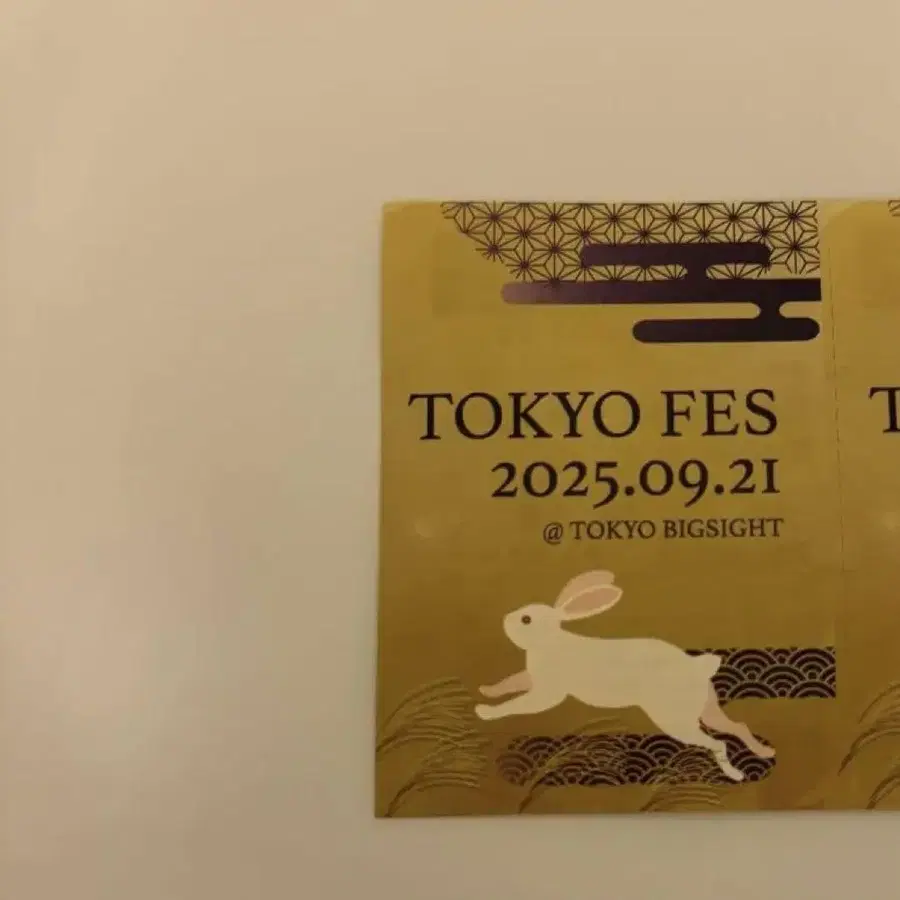 TOKYO FES
2025.09.21
@ TOKYO BIGSIGHT
T